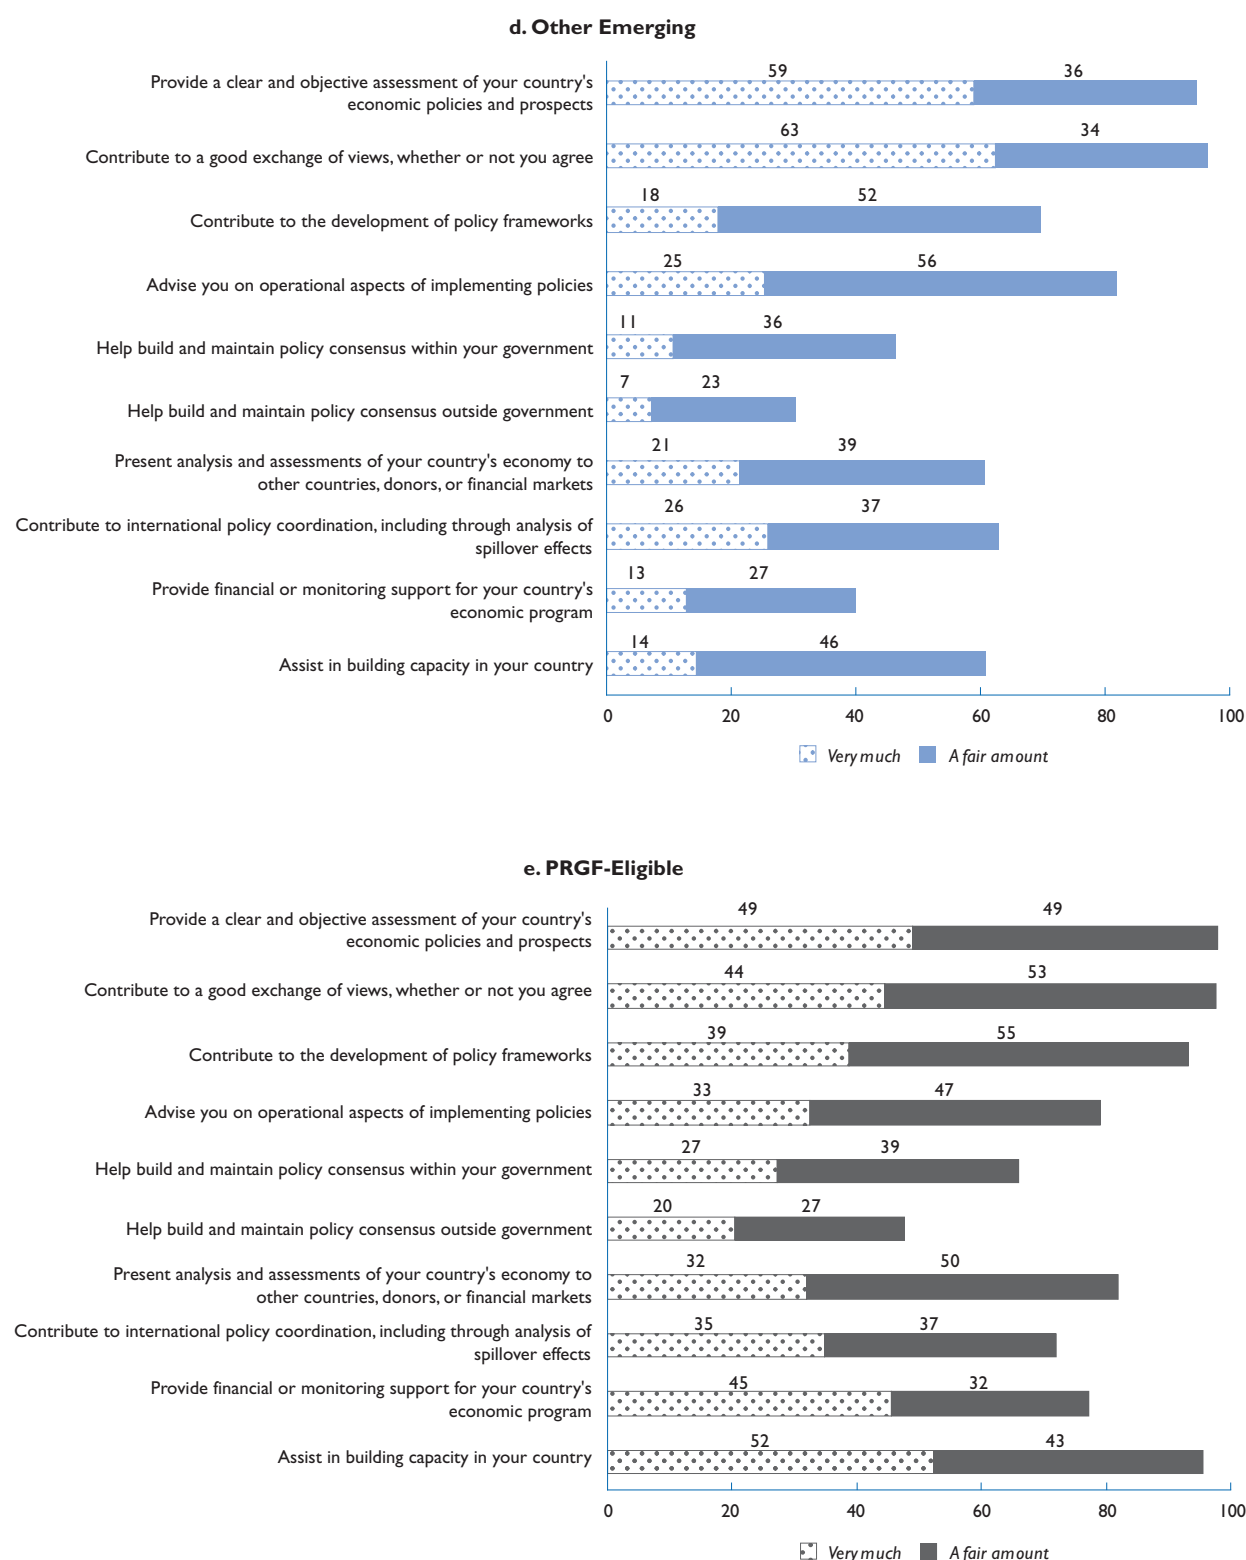 d. Other Emerging
59 36
Provide a clear and objective assessment of your country's
economic policies and prospects
63 34
Contribute to a good exchange of views, whether or not you agree
18 52
Contribute to the development of policy frameworks
25 56
Advise you on operational aspects of implementing policies
11 36
Help build and maintain policy consensus within your government
7 23
Help build and maintain policy consensus outside government
21 39
Present analysis and assessments of your country's economy to
other countries, donors, or financial markets
26 37
Contribute to international policy coordination, including through analysis of
spillover effects
13 27
Provide financial or monitoring support for your country's
economic program
14 46
Assist in building capacity in your country
0 20 40 60 80 100
Very much A fair amount
e. PRGF-Eligible
49 49
Provide a clear and objective assessment of your country's
economic policies and prospects
44 53
Contribute to a good exchange of views, whether or not you agree
39 55
Contribute to the development of policy frameworks
33 47
Advise you on operational aspects of implementing policies
27 39
Help build and maintain policy consensus within your government
20 27
Help build and maintain policy consensus outside government
32 50
Present analysis and assessments of your country's economy to
other countries, donors, or financial markets
35 37
Contribute to international policy coordination, including through analysis of
spillover effects
45 32
Provide financial or monitoring support for your country's
economic program
52 43
Assist in building capacity in your country
0 20 40 60 80 100
Very much A fair amount